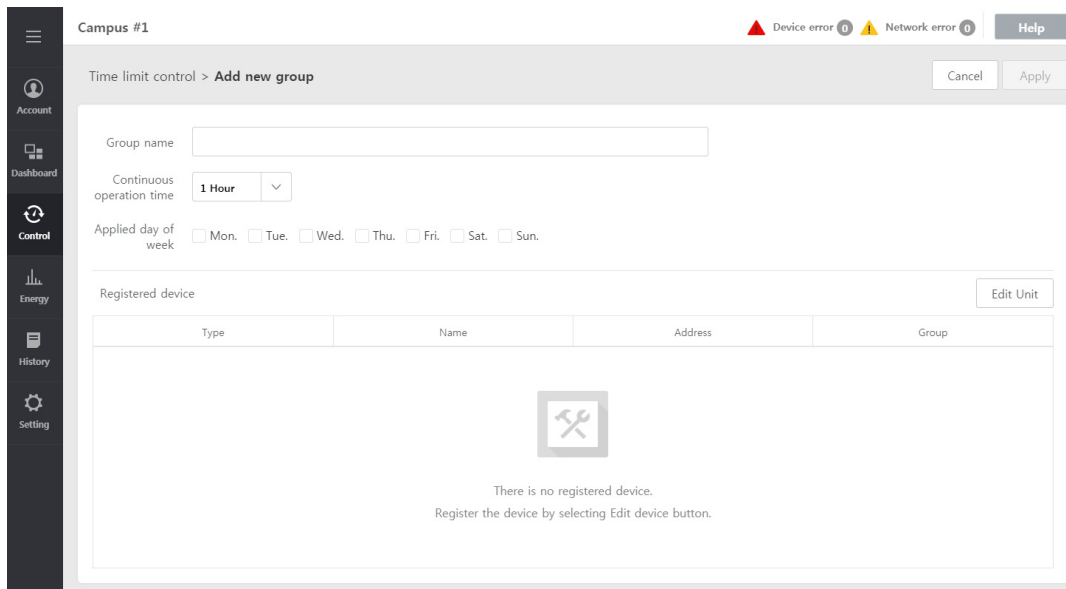 Campus #1
Device error 0
Network error 0
Help
Account
Dashboard
Control
Energy
History
Setting
Time limit control > Add new group
Cancel
Apply
Group name
Continuous
operation time
1 Hour
Applied day of
week
Mon. Tue. Wed. Thu. Fri. Sat. Sun.
Registered device
Edit Unit
Type Name Address Group
There is no registered device.
Register the device by selecting Edit device button.